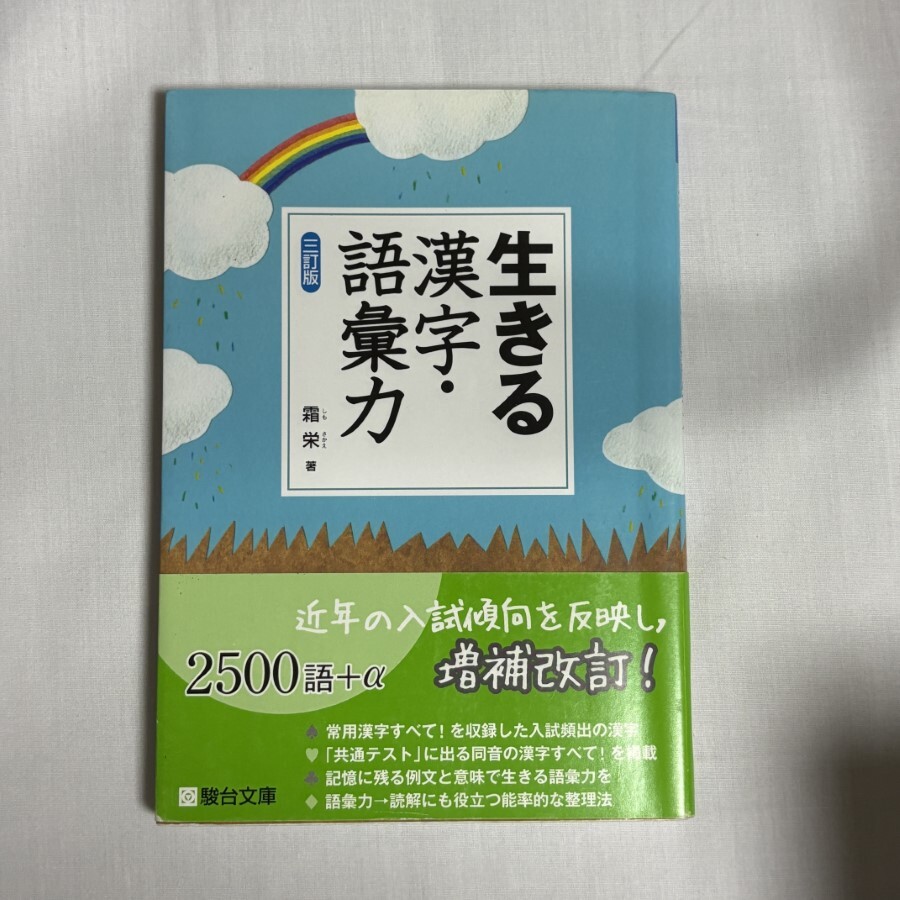 生きる
漢字・
語彙力
三訂版
霜栄 著
しも さかえ
近年の入試傾向を反映し,
増補改訂!
2500語+α
♠ 常用漢字すべて!を収録した入試頻出の漢字
♥ 「共通テスト」に出る同音の漢字すべて!を掲載
♣ 記憶に残る例文と意味で生きる語彙力を
◆ 語彙力→読解にも役立つ能率的な整理法
駿台文庫